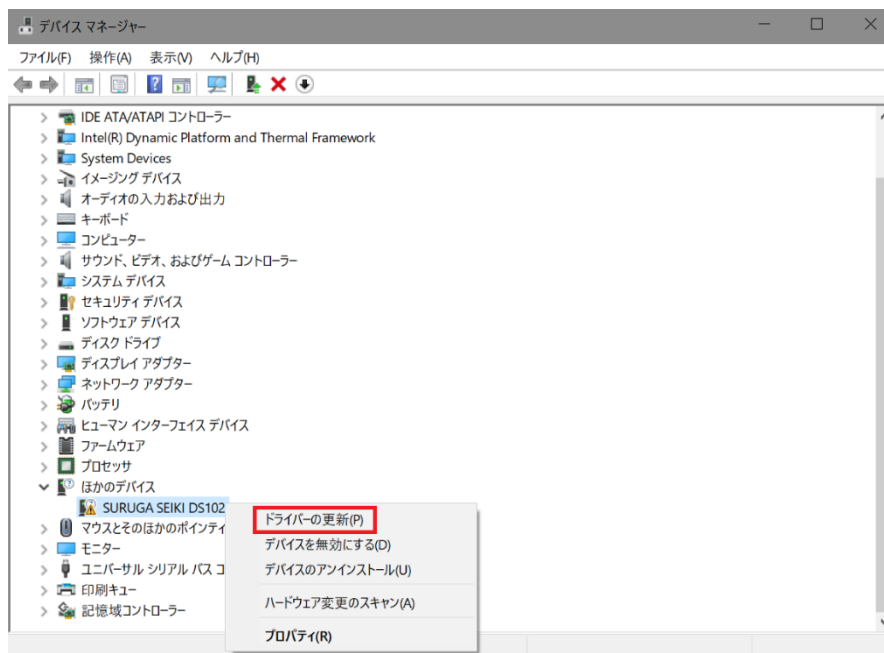 デバイス マネージャー
ファイル(F) 操作(A) 表示(V) ヘルプ(H)
IDE ATA/ATAPI コントローラー
Intel(R) Dynamic Platform and Thermal Framework
System Devices
イメージング デバイス
オーディオの入力および出力
キーボード
コンピューター
サウンド、ビデオ、およびゲーム コントローラー
システム デバイス
セキュリティ デバイス
ソフトウェア デバイス
ディスク ドライブ
ディスプレイ アダプター
ネットワーク アダプター
バッテリ
ヒューマン インターフェイス デバイス
ファームウェア
プロセッサ
ほかのデバイス
SURUGA SEIKI DS102
マウスとそのほかのポインティ
モニター
ユニバーサル シリアル バス コ
印刷キュー
記憶域コントローラー
ドライバーの更新(P)
デバイスを無効にする(D)
デバイスのアンインストール(U)
ハードウェア変更のスキャン(A)
プロパティ(R)